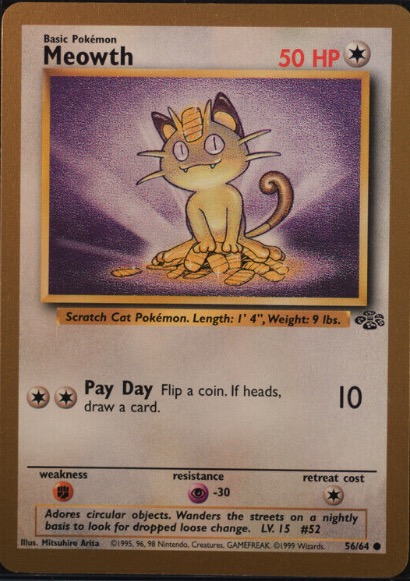 Basic Pokémon
Meowth
50 HP
Scratch Cat Pokémon. Length: 1' 4", Weight: 9 lbs.
Pay Day Flip a coin. If heads,
draw a card.
10
weakness
resistance
retreat cost
-30
Adores circular objects. Wanders the streets on a nightly
basis to look for dropped loose change. LV. 15 #52
Illus. Mitsuhiro Arita ©1995, 96, 98 Nintendo, Creatures, GAMEFREAK. ©1999 Wizards. 56/64